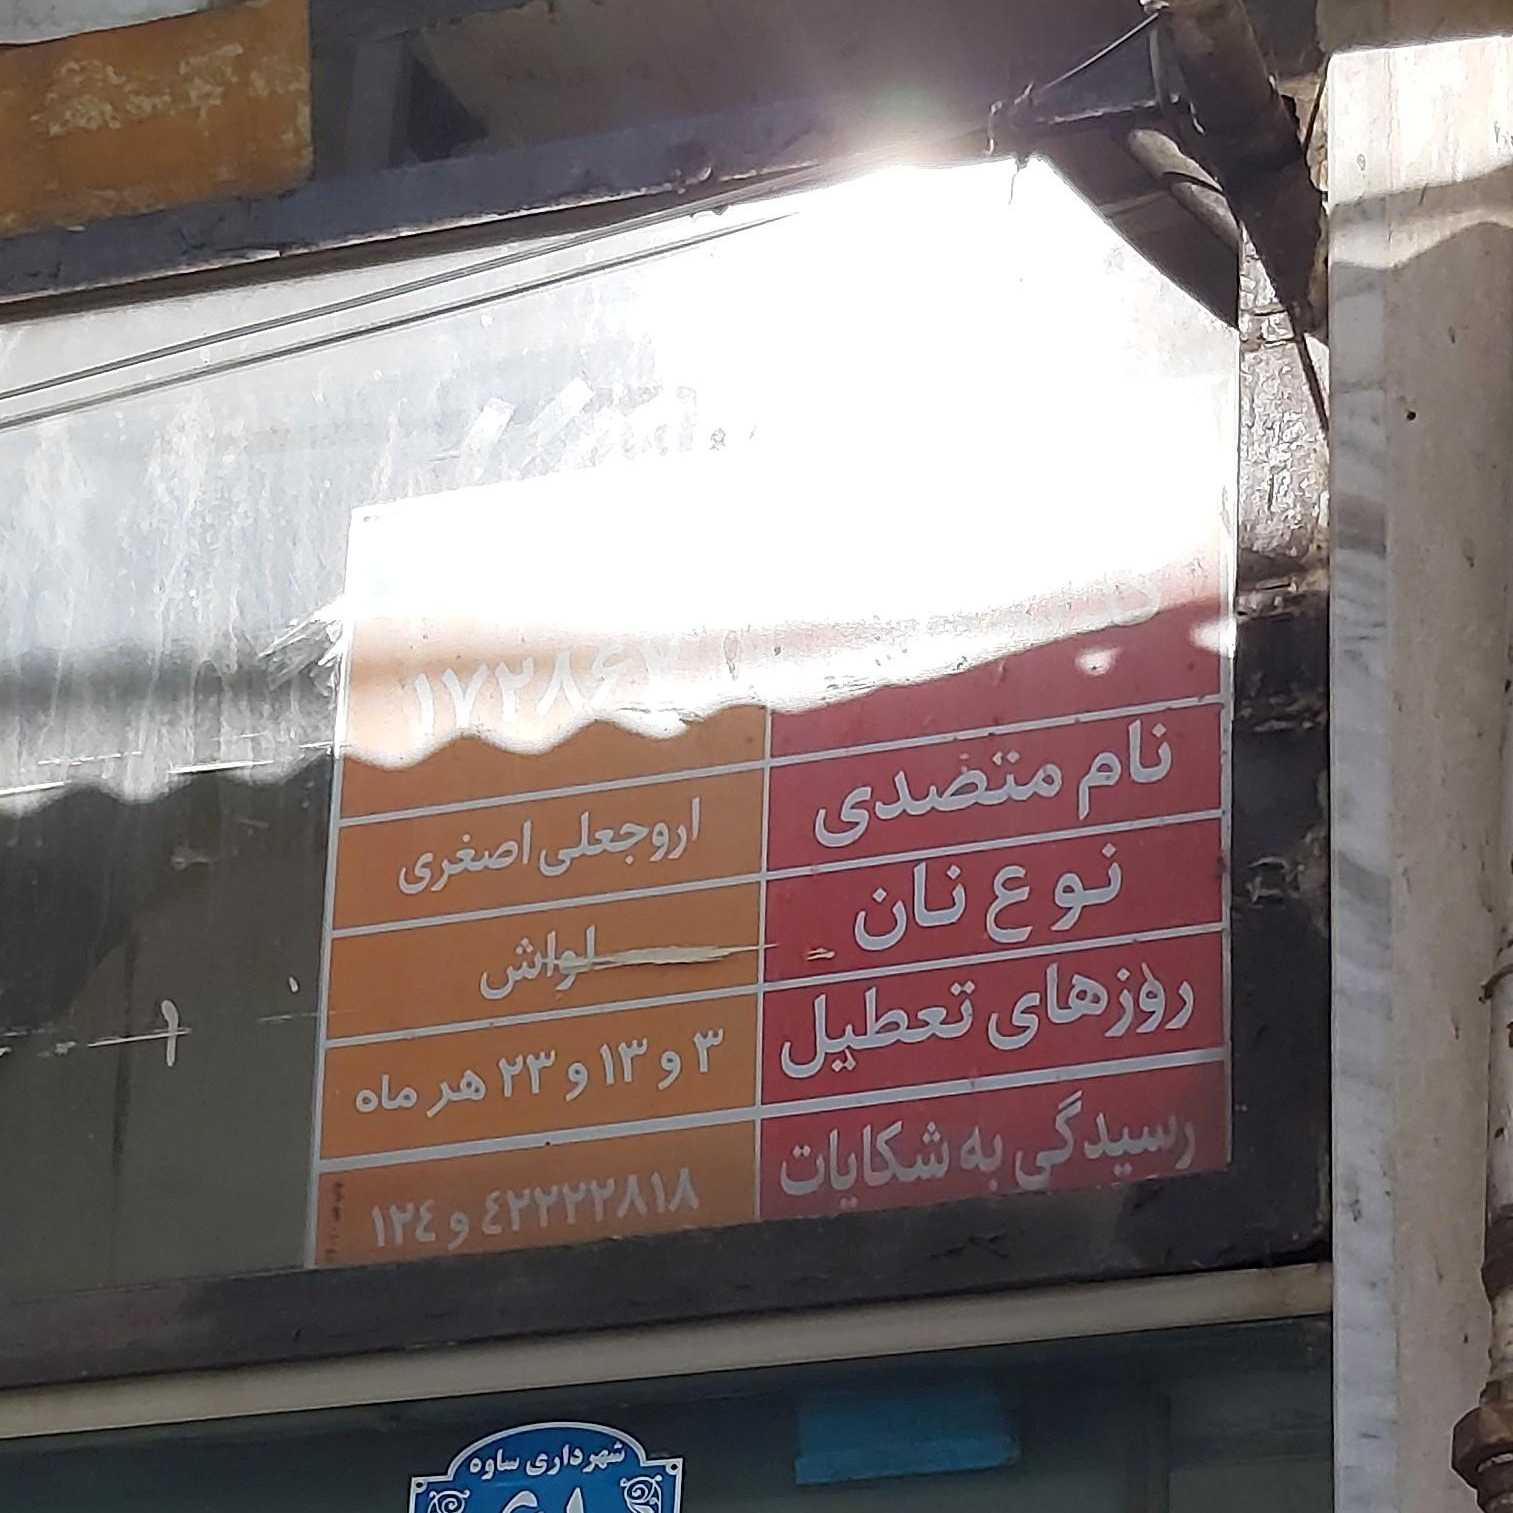 نام متصدی اروجعلی اصغری
نوع نان لواش
روزهای تعطیل ۳ و ۱۳ و ۲۳ هر ماه
رسیدگی به شکایات ۴۲۲۲۲۸۱۸ و ۱۲۴
شهرداری ساوه